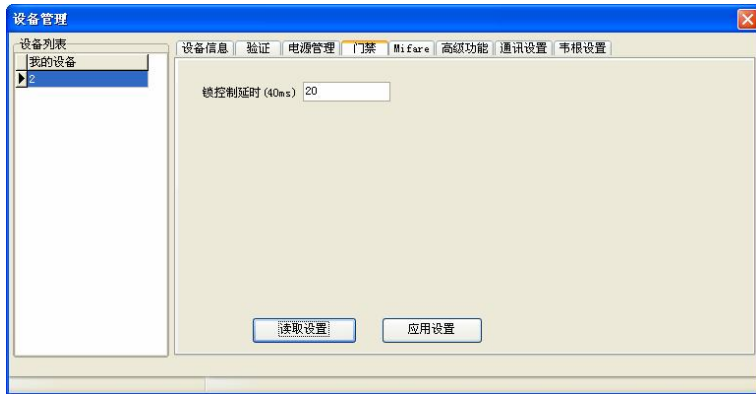 设备管理
设备列表
我的设备
2
设备信息 验证 电源管理 门禁 Mifare 高级功能 通讯设置 韦根设置
锁控制延时(40ms) 20
读取设置 应用设置